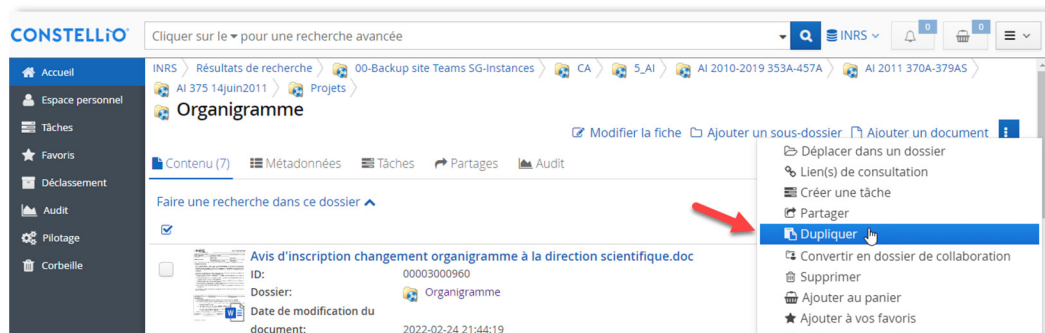 CONSTELLiO
Cliquer sur le ▾ pour une recherche avancée
INRS
0
0
Accueil
Espace personnel
Tâches
Favoris
Déclassement
Audit
Pilotage
Corbeille
INRS 〉 Résultats de recherche 〉 00-Backup site Teams SG-Instances 〉 CA 〉 5_AI 〉 AI 2010-2019 353A-457A 〉 AI 2011 370A-379AS 〉
AI 375 14juin2011 〉 Projets 〉
Organigramme
Modifier la fiche Ajouter un sous-dossier Ajouter un document
Contenu (7) Métadonnées Tâches Partages Audit
Faire une recherche dans ce dossier
Avis d'inscription changement organigramme à la direction scientifique.doc
ID: 00003000960
Dossier: Organigramme
Date de modification du
document: 2022-02-24 21:44:19
Déplacer dans un dossier
Lien(s) de consultation
Créer une tâche
Partager
Dupliquer
Convertir en dossier de collaboration
Supprimer
Ajouter au panier
Ajouter à vos favoris